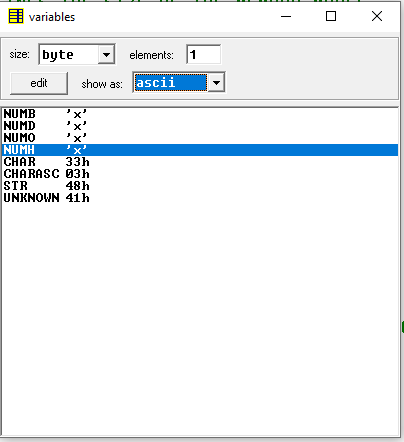 variables
size: byte elements: 1
edit show as: ascii
NUMB 'x'
NUMD 'x'
NUMO 'x'
NUMH 'x'
CHAR 33h
CHARASC 03h
STR 48h
UNKNOWN 41h